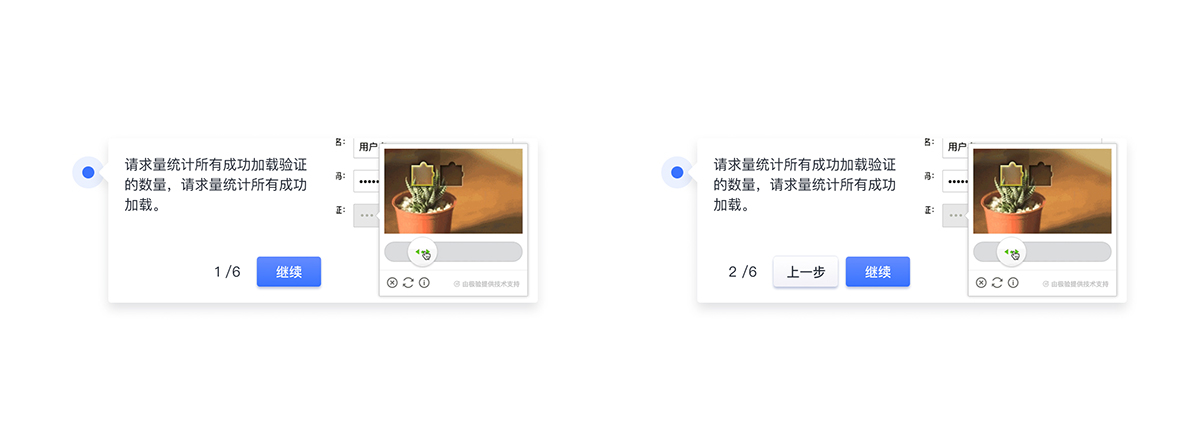 请求量统计所有成功加载验证
的数量，请求量统计所有成功
加载。
1 /6
继续
名：
用户
码：
证：
由极验提供技术支持
请求量统计所有成功加载验证
的数量，请求量统计所有成功
加载。
2 /6
上一步
继续
名：
用户
码：
证：
由极验提供技术支持